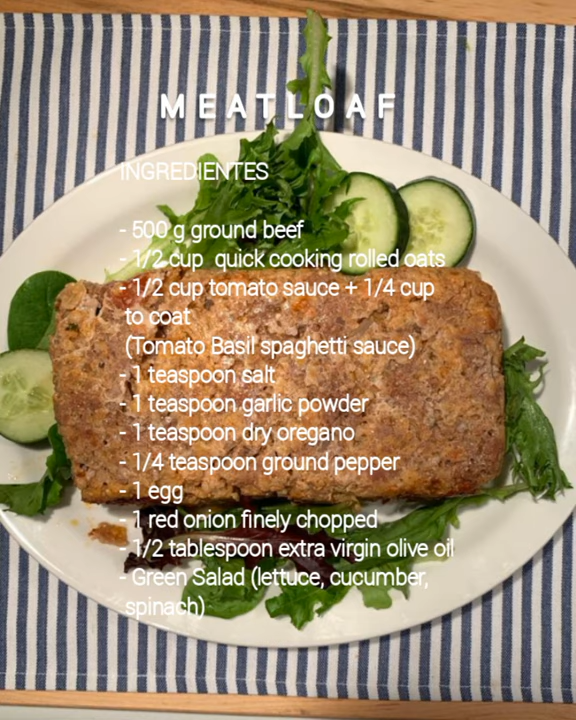 MEATLOAF
INGREDIENTES
- 500 g ground beef
- 1/2 cup  quick cooking rolled oats
- 1/2 cup tomato sauce + 1/4 cup
to coat
(Tomato Basil spaghetti sauce)
- 1 teaspoon salt
- 1 teaspoon garlic powder
- 1 teaspoon dry oregano
- 1/4 teaspoon ground pepper
- 1 egg
- 1 red onion finely chopped
- 1/2 tablespoon extra virgin olive oil
- Green Salad (lettuce, cucumber,
spinach)